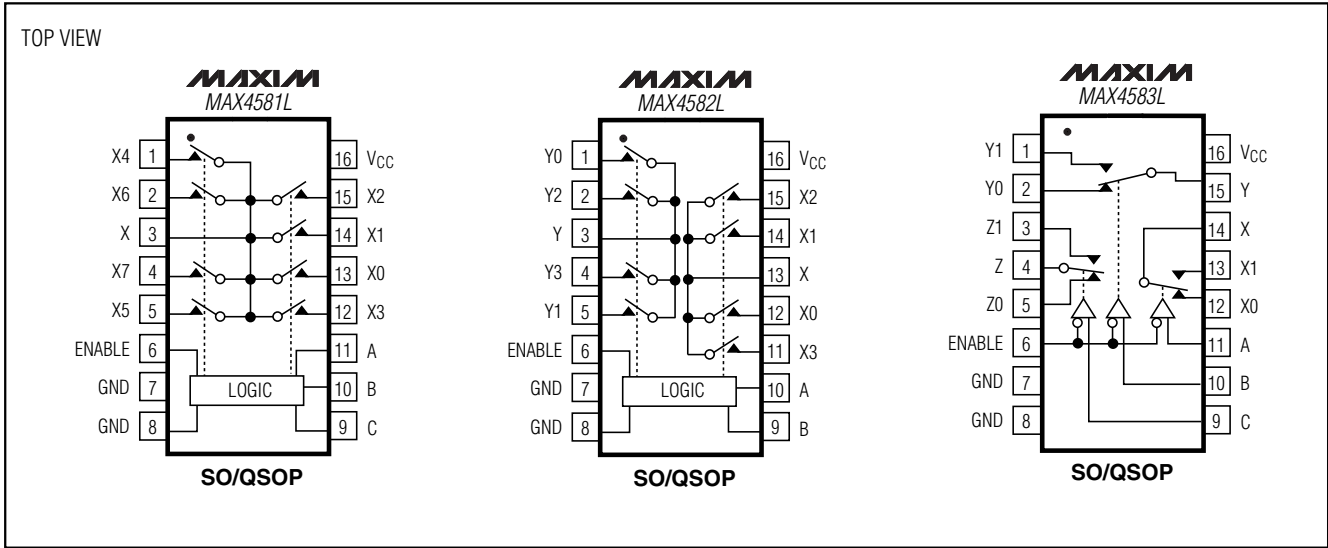 TOP VIEW
MAXIM
MAX4581L
X4 1
X6 2
X 3
X7 4
X5 5
ENABLE 6
GND 7
GND 8
16 VCC
15 X2
14 X1
13 X0
12 X3
11 A
10 B
9 C
LOGIC
SO/QSOP
MAXIM
MAX4582L
Y0 1
Y2 2
Y 3
Y3 4
Y1 5
ENABLE 6
GND 7
GND 8
16 VCC
15 X2
14 X1
13 X
12 X0
11 X3
10 A
9 B
LOGIC
SO/QSOP
MAXIM
MAX4583L
Y1 1
Y0 2
Z1 3
Z 4
Z0 5
ENABLE 6
GND 7
GND 8
16 VCC
15 Y
14 X
13 X1
12 X0
11 A
10 B
9 C
SO/QSOP